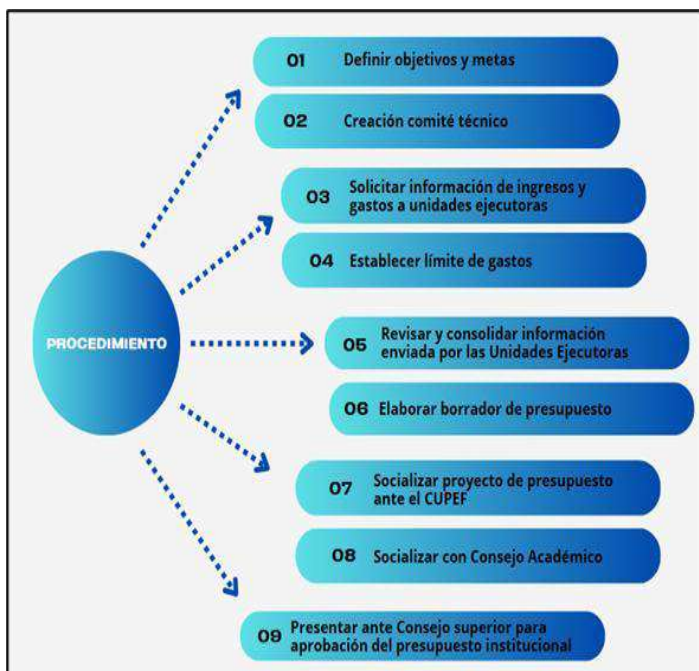 01 Definir objetivos y metas
02 Creación comité técnico
03 Solicitar información de ingresos y
gastos a unidades ejecutoras
04 Establecer límite de gastos
PROCEDIMIENTO
05 Revisar y consolidar información
enviada por las Unidades Ejecutoras
06 Elaborar borrador de presupuesto
07 Socializar proyecto de presupuesto
ante el CUPEF
08 Socializar con Consejo Académico
09 Presentar ante Consejo superior para
aprobación del presupuesto institucional